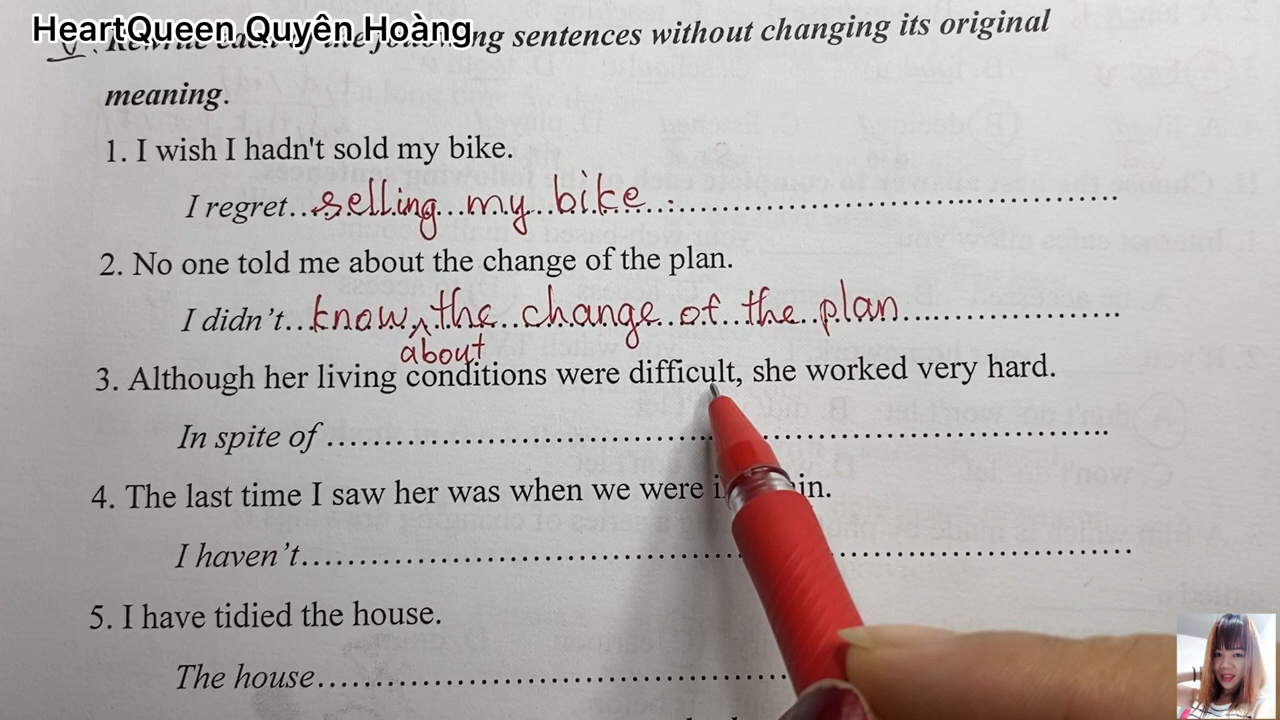 HeartQueen Quyên Hoàng
V. Rewrite each of the following sentences without changing its original
meaning.
1. I wish I hadn't sold my bike.
I regret...selling my bike.
2. No one told me about the change of the plan.
I didn't...know the change of the plan
about
3. Although her living conditions were difficult, she worked very hard.
In spite of
4. The last time I saw her was when we were
I haven't
5. I have tidied the house.
The house